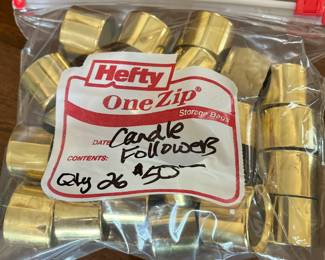 Hefty
One Zip®
Storage Bags
DATE
CONTENTS:
Candle
Followers
Qty 26 $50—